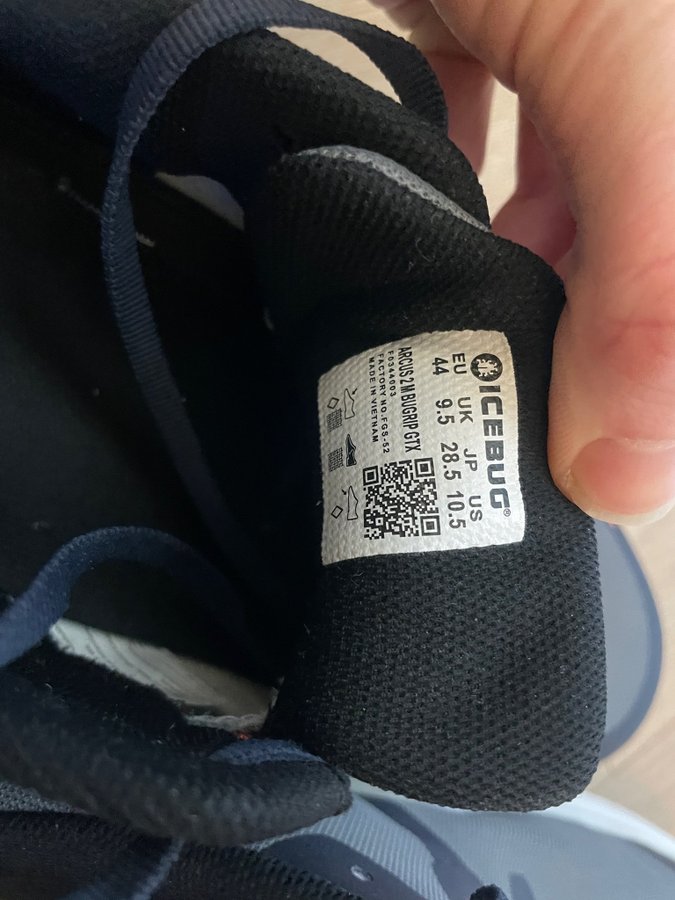 ICEBUG®
EU UK JP US
44 9.5 28.5 10.5
ARCUS 2 M BUGRIP GTX
F0344003
FACTORY NO.FGS-52
MADE IN VIETNAM